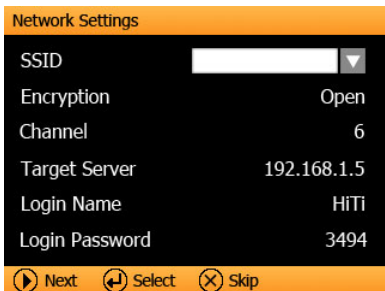 Network Settings
SSID
Encryption Open
Channel 6
Target Server 192.168.1.5
Login Name HiTi
Login Password 3494
Next Select Skip